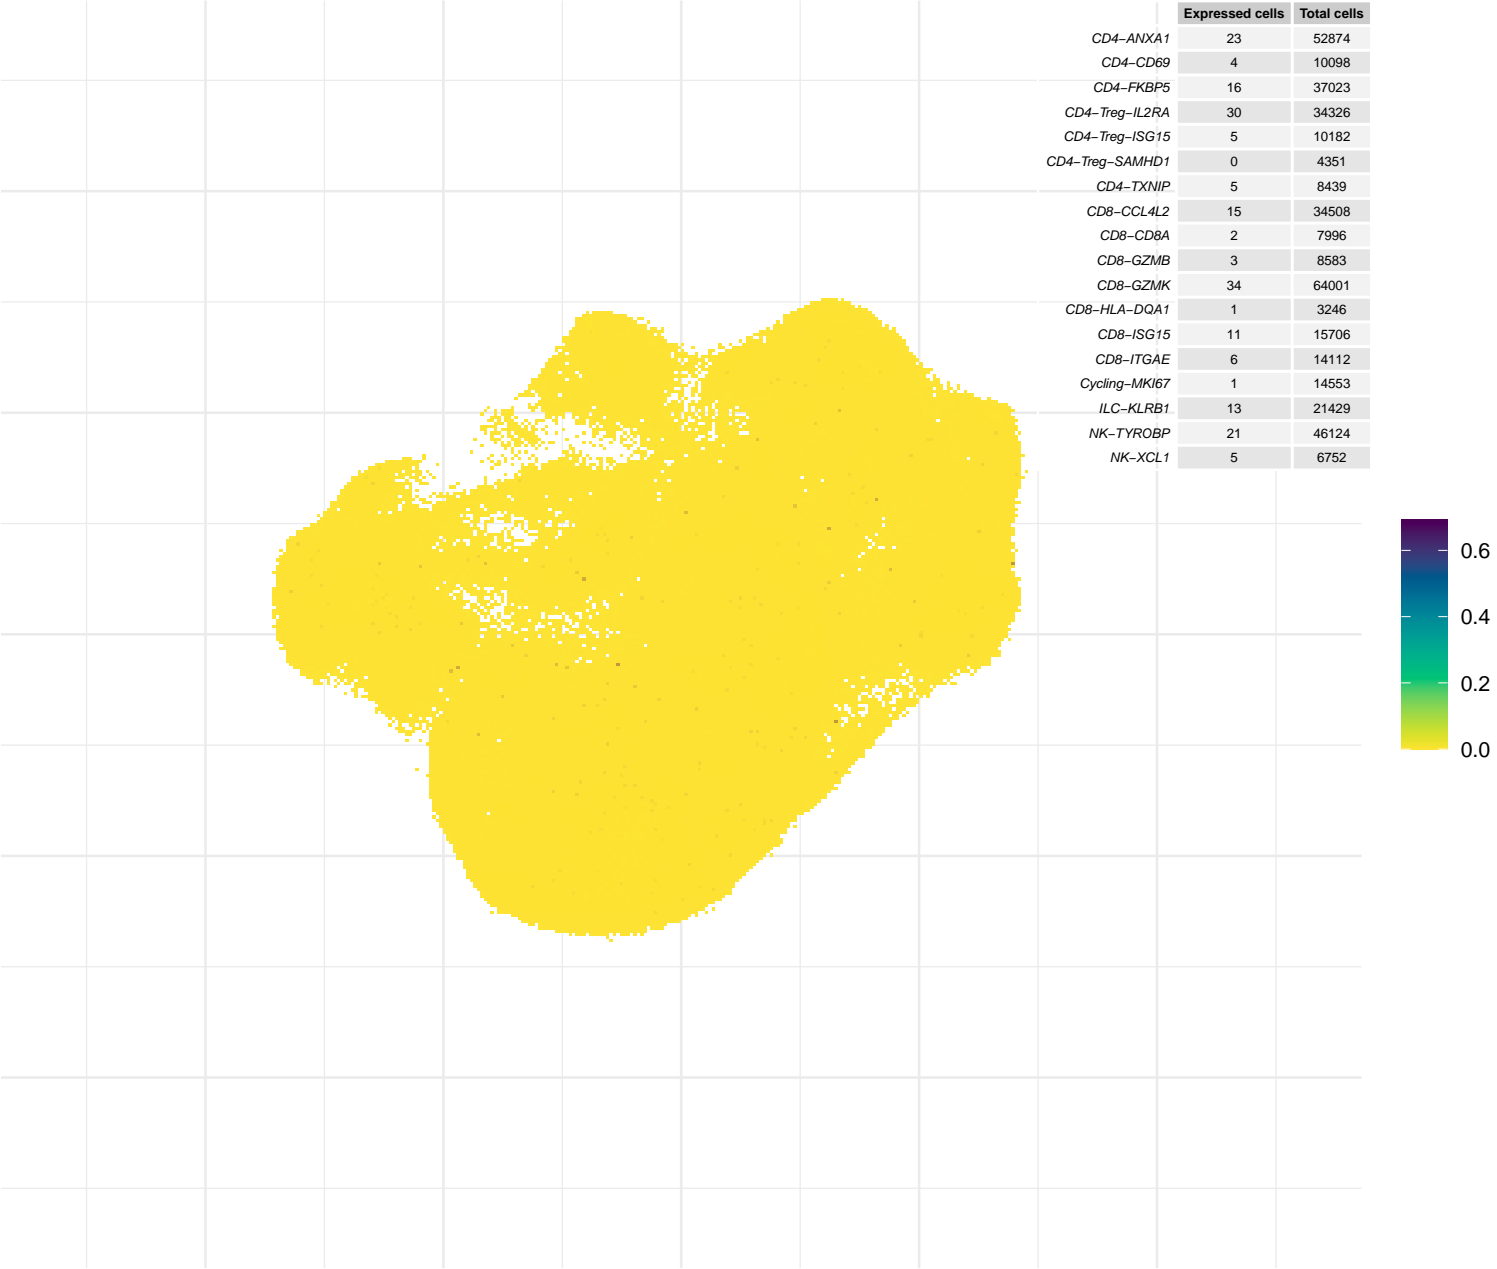 Expressed cells Total cells
CD4−ANXA1 23 52874
CD4−CD69 4 10098
CD4−FKBP5 16 37023
CD4−Treg−IL2RA 30 34326
CD4−Treg−ISG15 5 10182
CD4−Treg−SAMHD1 0 4351
CD4−TXNIP 5 8439
CD8−CCL4L2 15 34508
CD8−CD8A 2 7996
CD8−GZMB 3 8583
CD8−GZMK 34 64001
CD8−HLA−DQA1 1 3246
CD8−ISG15 11 15706
CD8−ITGAE 6 14112
Cycling−MKI67 1 14553
ILC−KLRB1 13 21429
NK−TYROBP 21 46124
NK−XCL1 5 6752
0.6
0.4
0.2
0.0